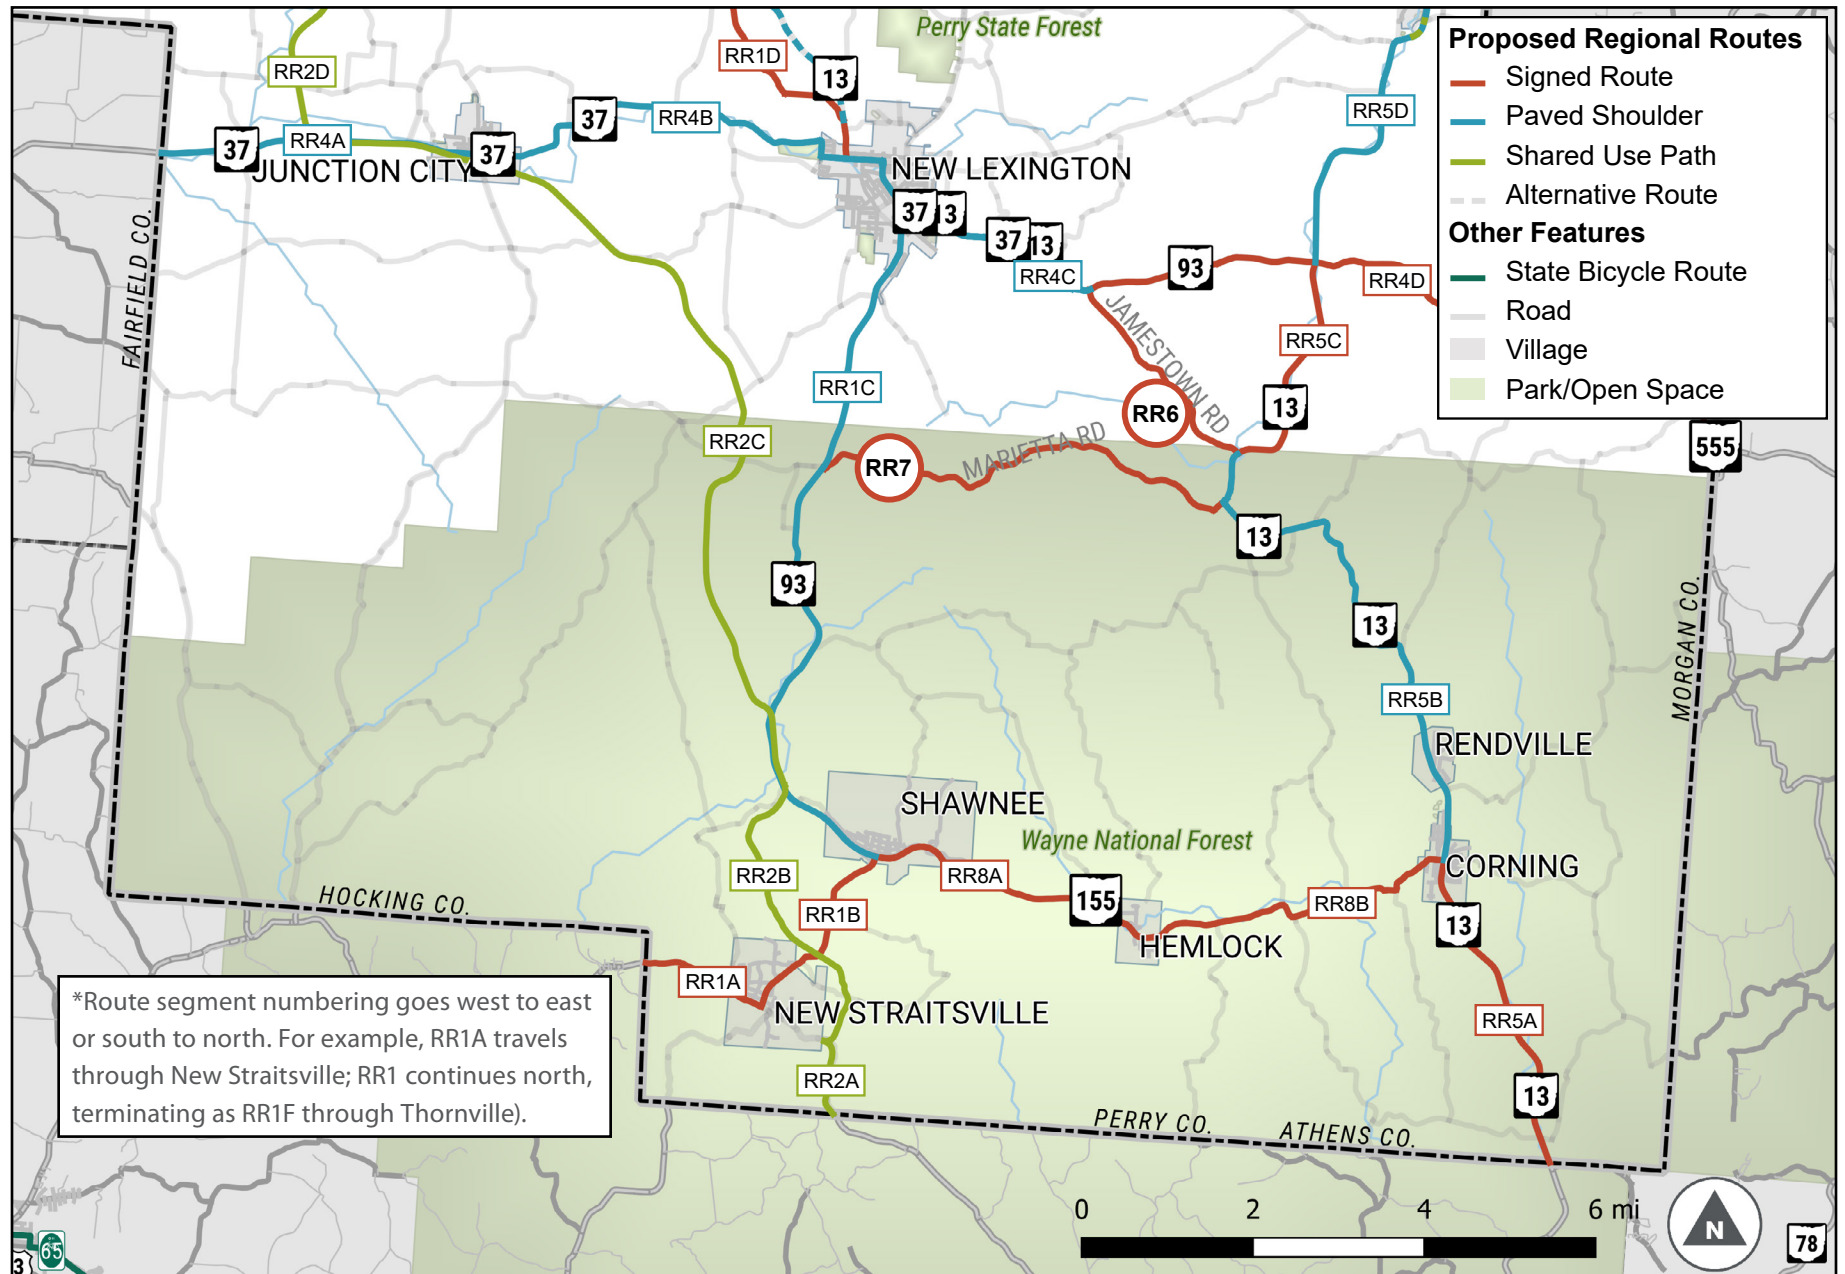 Perry State Forest
Proposed Regional Routes
Signed Route
Paved Shoulder
Shared Use Path
Alternative Route
Other Features
State Bicycle Route
Road
Village
Park/Open Space
RR1D
RR2D
13
RR5D
37
RR4B
37
RR4A
37
JUNCTION CITY
NEW LEXINGTON
37
3
37
13
RR4C
93
RR4D
FAIRFIELD CO.
JAMESTOWN RD
RR5C
RR1C
RR6
13
RR2C
MARIETTA RD
RR7
555
13
93
13
MORGAN CO.
RR5B
RENDVILLE
SHAWNEE
Wayne National Forest
CORNING
RR2B
RR8A
HOCKING CO.
155
RR8B
RR1B
13
HEMLOCK
RR1A
NEW STRAITSVILLE
RR5A
*Route segment numbering goes west to east
or south to north. For example, RR1A travels
through New Straitsville; RR1 continues north,
terminating as RR1F through Thornville).
RR2A
13
PERRY CO.
ATHENS CO.
0 2 4 6 mi
N
78
65
3